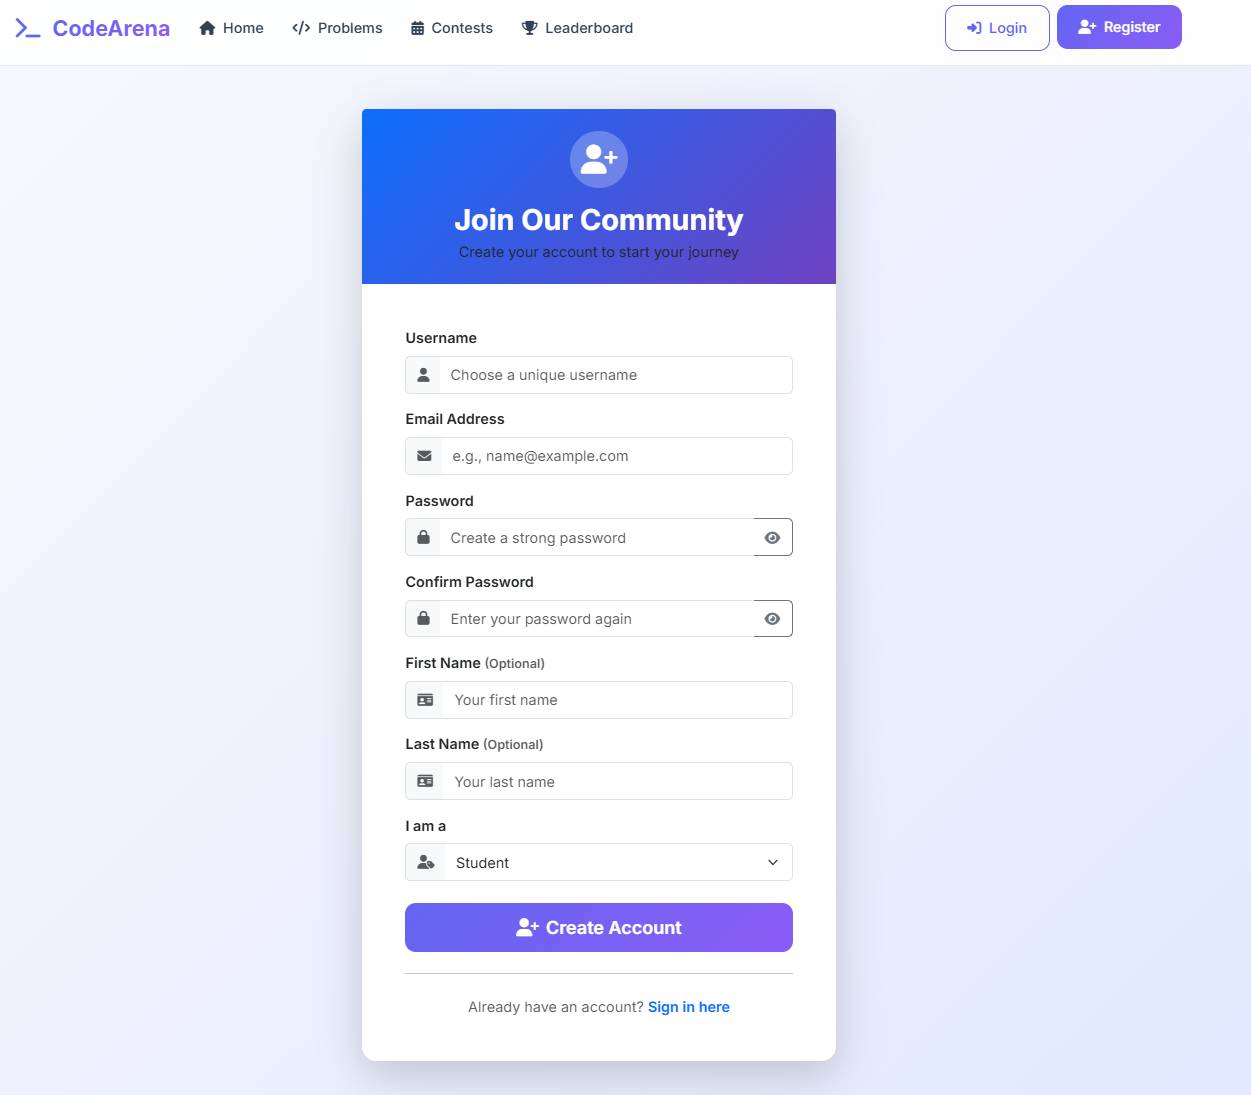 CodeArena
Home
Problems
Contests
Leaderboard
Login
Register
Join Our Community
Create your account to start your journey
Username
Choose a unique username
Email Address
e.g., name@example.com
Password
Create a strong password
Confirm Password
Enter your password again
First Name (Optional)
Your first name
Last Name (Optional)
Your last name
I am a
Student
Create Account
Already have an account? Sign in here